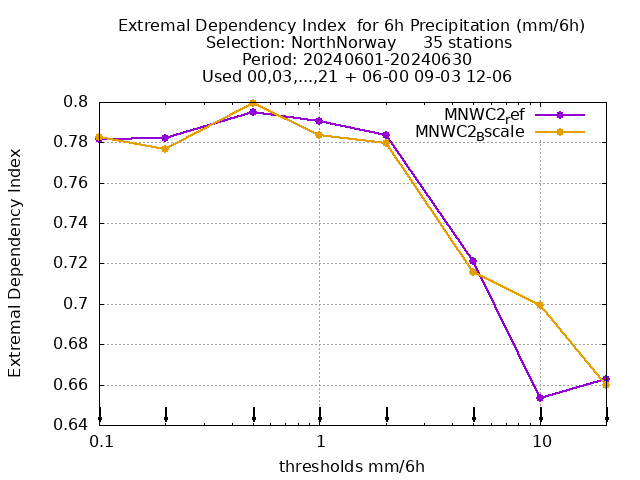 Extremal Dependency Index  for 6h Precipitation (mm/6h)
Selection: NorthNorway     35 stations
Period: 20240601-20240630
Used 00,03,...,21 + 06-00 09-03 12-06
MNWC2ref
MNWC2Bscale
Extremal Dependency Index
0.8
0.78
0.76
0.74
0.72
0.7
0.68
0.66
0.64
0.1
1
10
thresholds mm/6h